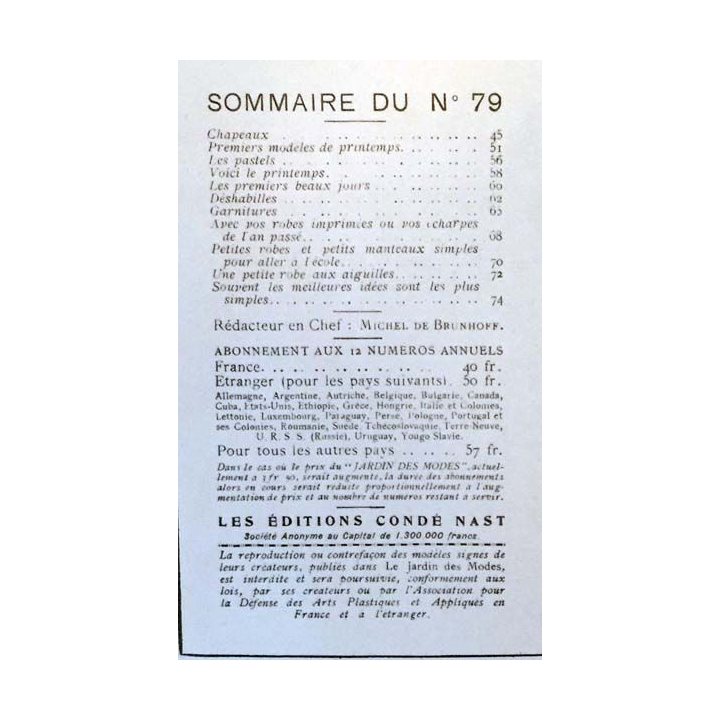 SOMMAIRE DU N° 79
Chapeaux 45
Premiers modèles de printemps 51
Les pastels 56
Voici le printemps 58
Les premiers beaux jours 60
Déshabillés 62
Garnitures 65
Avec vos robes imprimées ou vos écharpes
de l'an passé 68
Petites robes et petits manteaux simples
pour aller à l'école 70
Une petite robe aux aiguilles 72
Souvent les meilleures idées sont les plus
simples 74
Rédacteur en Chef : MICHEL DE BRUNHOFF.
ABONNEMENT AUX 12 NUMEROS ANNUELS
France 40 fr.
Etranger (pour les pays suivants). 50 fr.
Allemagne, Argentine, Autriche, Belgique, Bulgarie, Canada,
Cuba, Etats-Unis, Ethiopie, Grèce, Hongrie, Italie et Colonies,
Lettonie, Luxembourg, Paraguay, Perse, Pologne, Portugal et
ses Colonies, Roumanie, Suède, Tchécoslovaquie, Terre-Neuve,
U. R. S. S. (Russie), Uruguay, Yougo Slavie.
Pour tous les autres pays 57 fr.
Dans le cas où le prix du "JARDIN DES MODES", actuel-
lement à 3 fr 50, serait augmenté, la durée des abonnements
alors en cours serait réduite proportionnellement à l'aug-
mentation de prix et au nombre de numeros restant à servir.
LES ÉDITIONS CONDÉ NAST
Société Anonyme au Capital de 1.300.000 francs.
La reproduction ou contrefaçon des modèles signés de
leurs créateurs, publiés dans Le Jardin des Modes,
est interdite et sera poursuivie, conformement aux
lois, par ses créateurs ou par l'Association pour
la Défense des Arts Plastiques et Appliqués en
France et à l'étranger.